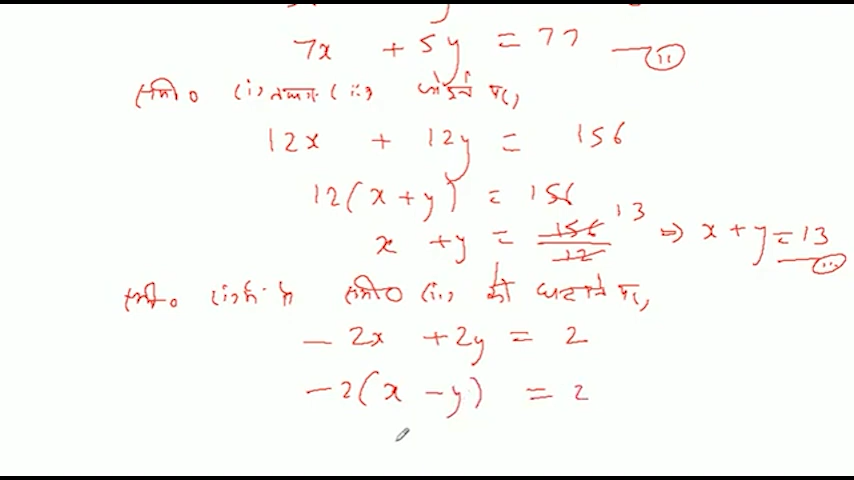 7x + 5y = 77 — (ii)
समी० (i) तथा (ii) जोड़ने पर,
12x + 12y = 156
12(x + y) = 156
x + y = 156/12 13 ⇒ x + y = 13 — (iii)
समी० (i) में से समी० (ii) को घटाने पर,
– 2x + 2y = 2
– 2(x – y) = 2